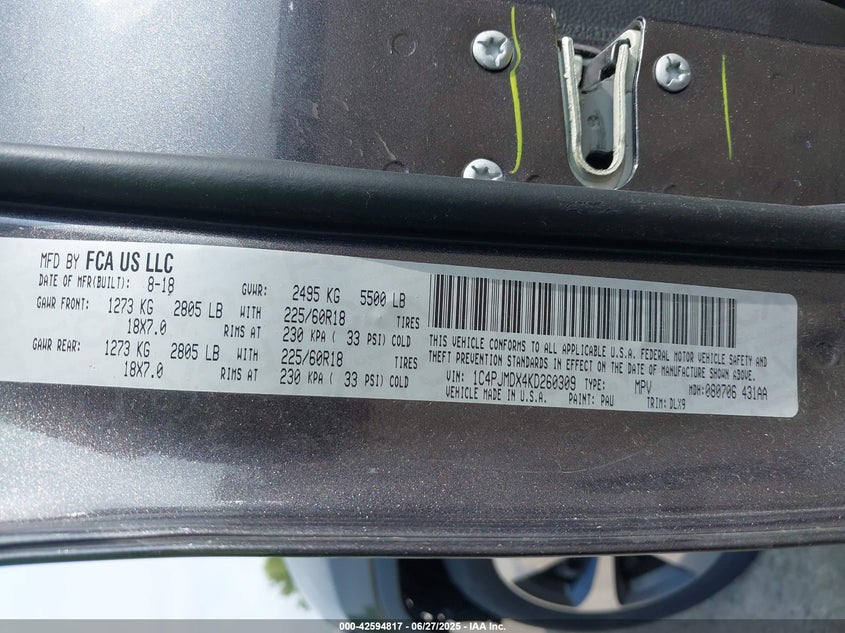 MFD BY FCA US LLC
DATE OF MFR(BUILT): 8-18 GVWR: 2495 KG 5500 LB
GAWR FRONT: 1273 KG 2805 LB WITH 225/60R18 TIRES
18X7.0 RIMS AT 230 KPA ( 33 PSI) COLD
GAWR REAR: 1273 KG 2805 LB WITH 225/60R18 TIRES
18X7.0 RIMS AT 230 KPA ( 33 PSI) COLD
THIS VEHICLE CONFORMS TO ALL APPLICABLE U.S.A. FEDERAL MOTOR VEHICLE SAFETY AND
THEFT PREVENTION STANDARDS IN EFFECT ON THE DATE OF MANUFACTURE SHOWN ABOVE.
VIN: 1C4PJMDX4KD260309 TYPE: MPV MDH:080706 431AA
VEHICLE MADE IN U.S.A. PAINT: PAU TRIM: DLX9
000-42594817 - 06/27/2025 - IAA, Inc.